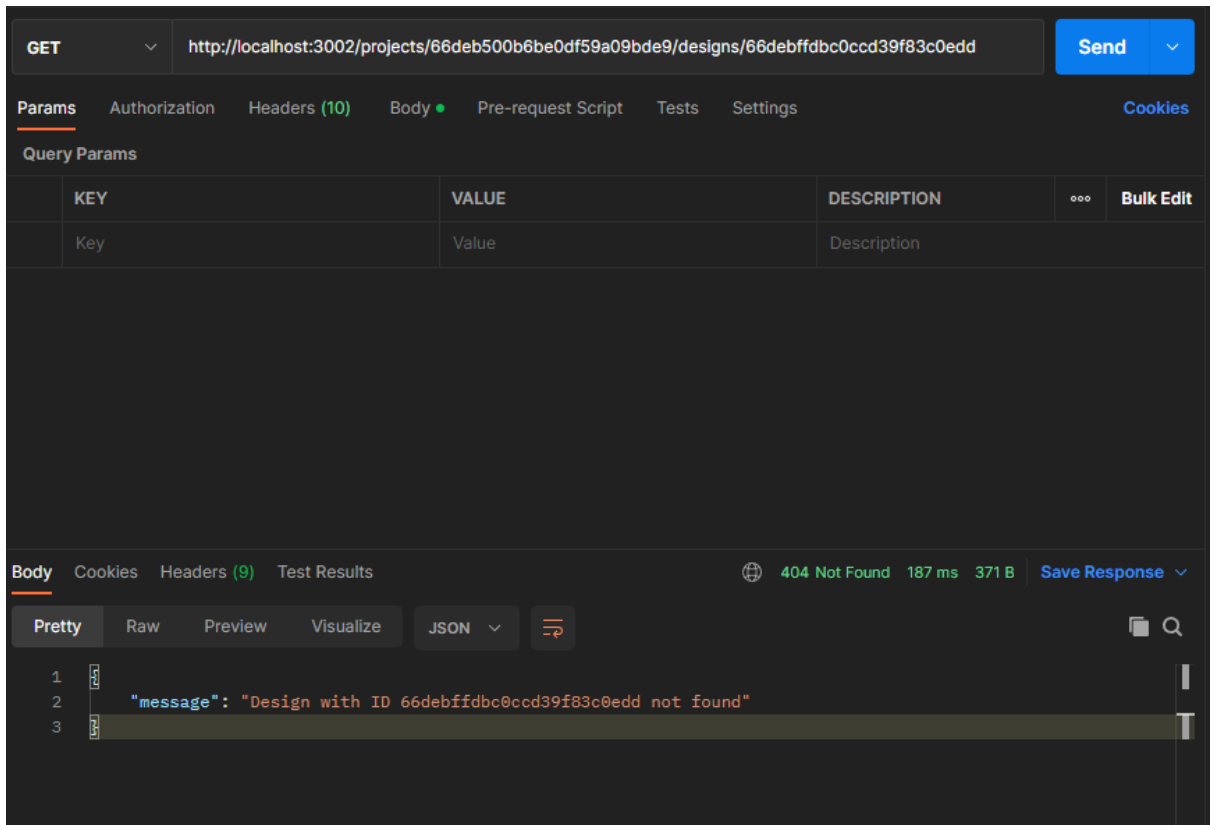 GET http://localhost:3002/projects/66deb500b6be0df59a09bde9/designs/66debffdbc0ccd39f83c0edd Send
Params Authorization Headers (10) Body Pre-request Script Tests Settings Cookies
Query Params
KEY VALUE DESCRIPTION ooo Bulk Edit
Key Value Description
Body Cookies Headers (9) Test Results 404 Not Found 187 ms 371 B Save Response
Pretty Raw Preview Visualize JSON
1 {
2 "message": "Design with ID 66debffdbc0ccd39f83c0edd not found"
3 }